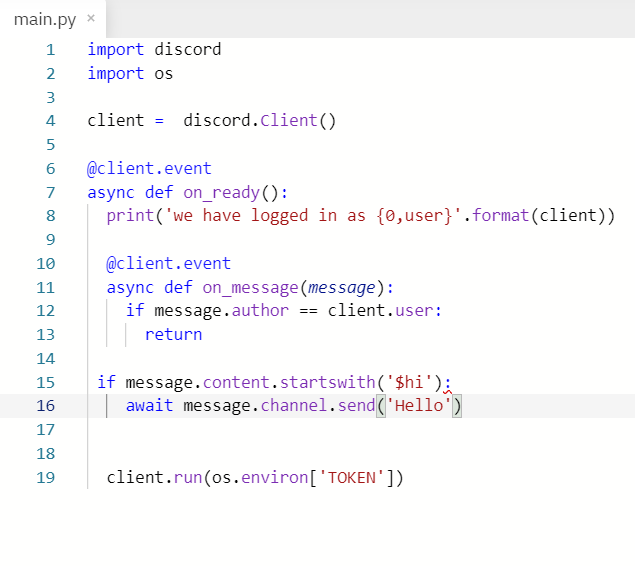 main.py ×
1 import discord
2 import os
3
4 client =  discord.Client()
5
6 @client.event
7 async def on_ready():
8   print('we have logged in as {0,user}'.format(client))
9
10   @client.event
11   async def on_message(message):
12     if message.author == client.user:
13       return
14
15  if message.content.startswith('$hi'):
16     await message.channel.send('Hello')
17
18
19   client.run(os.environ['TOKEN'])